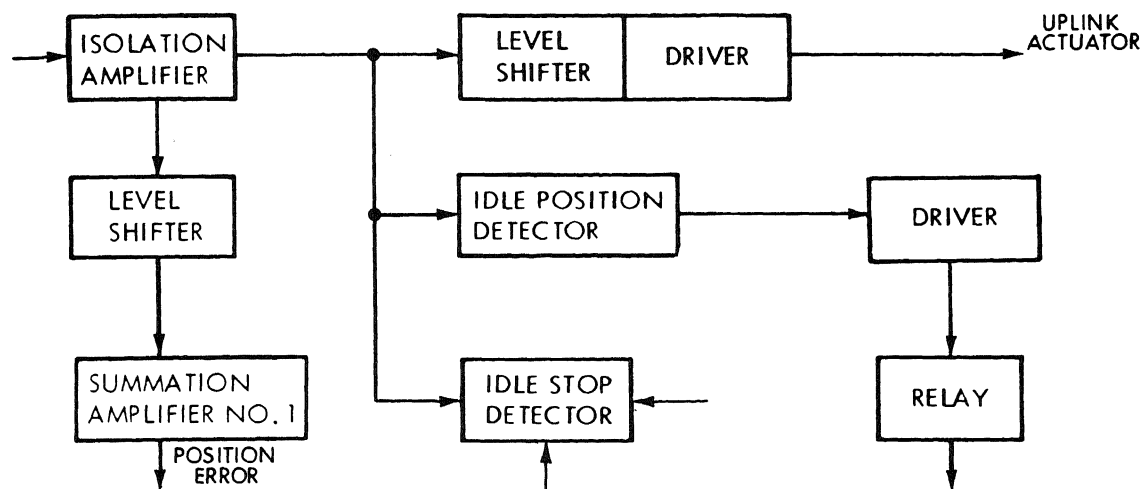 ISOLATION
AMPLIFIER
LEVEL
SHIFTER
DRIVER
UPLINK
ACTUATOR
LEVEL
SHIFTER
IDLE POSITION
DETECTOR
DRIVER
SUMMATION
AMPLIFIER NO. 1
IDLE STOP
DETECTOR
RELAY
POSITION
ERROR